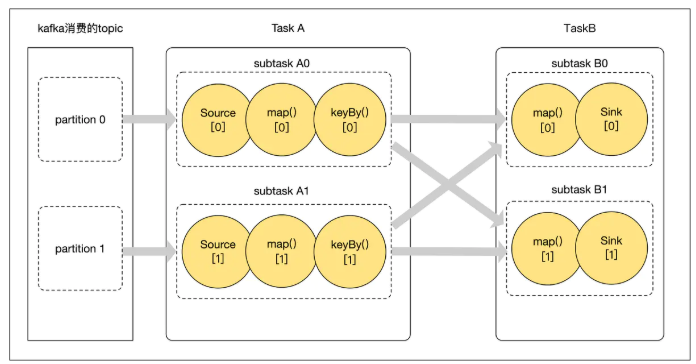 kafka消费的topic
Task A
TaskB
subtask A0
subtask B0
partition 0
Source
[0]
map()
[0]
keyBy()
[0]
map()
[0]
Sink
[0]
subtask A1
subtask B1
partition 1
Source
[1]
map()
[1]
keyBy()
[1]
map()
[1]
Sink
[1]